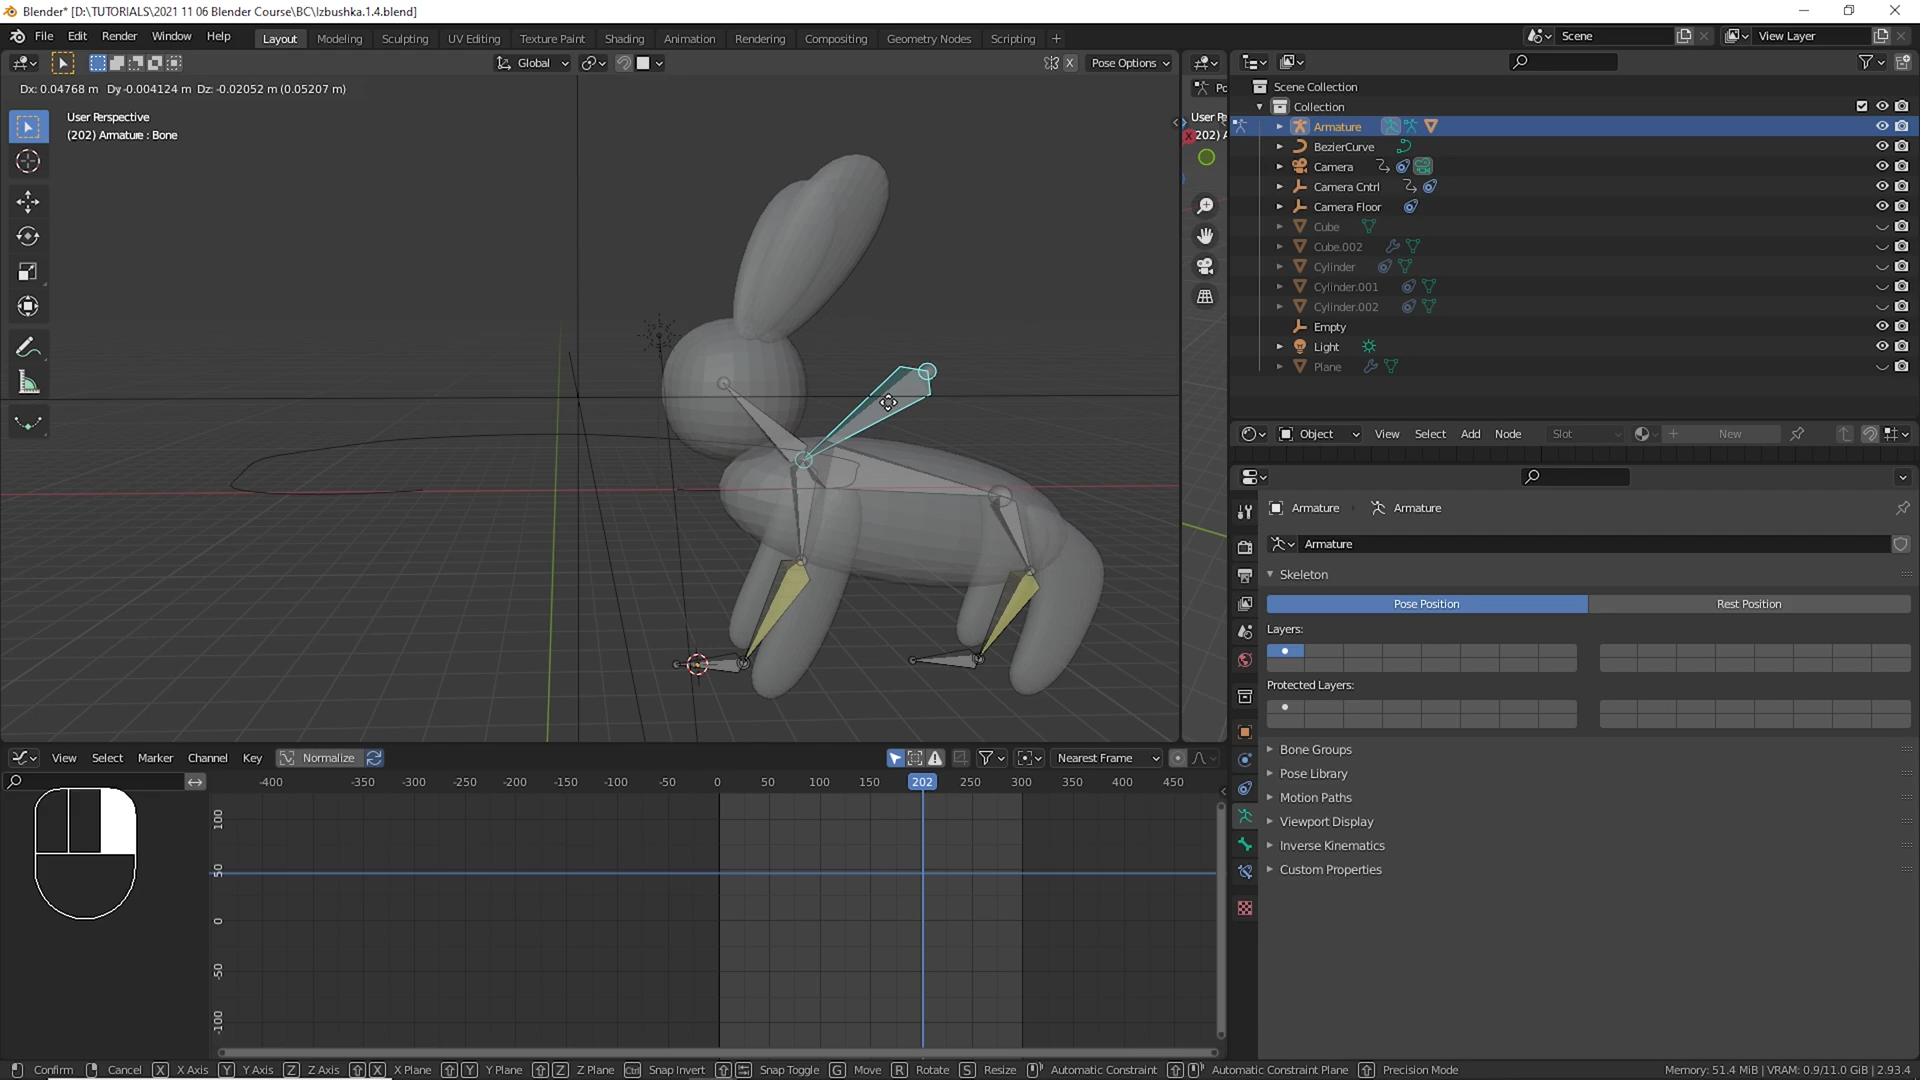 Blender* [D:\TUTORIALS\2021 11 06 Blender Course\BC\Izbushka.1.4.blend]
File Edit Render Window Help Layout Modeling Sculpting UV Editing Texture Paint Shading Animation Rendering Compositing Geometry Nodes Scripting + Scene View Layer
Global X Pose Options
Dx: 0.04768 m Dy: -0.004124 m Dz: -0.02052 m (0.05207 m)
User Perspective
(202) Armature : Bone
Po
User Pe
(202) A
Scene Collection
Collection
Armature
BezierCurve
Camera
Camera Cntrl
Camera Floor
Cube
Cube.002
Cylinder
Cylinder.001
Cylinder.002
Empty
Light
Plane
Object View Select Add Node Slot New
Armature Armature
Armature
Skeleton
Pose Position Rest Position
Layers:
Protected Layers:
Bone Groups
Pose Library
Motion Paths
Viewport Display
Inverse Kinematics
Custom Properties
View Select Marker Channel Key Normalize Nearest Frame
-400 -350 -300 -250 -200 -150 -100 -50 0 50 100 150 202 250 300 350 400 450
100
50
0
-50
-100
Confirm Cancel X X Axis Y Y Axis Z Z Axis X X Plane Y Y Plane Z Z Plane Ctrl Snap Invert Snap Toggle G Move R Rotate S Resize Automatic Constraint Automatic Constraint Plane Precision Mode Memory: 51.4 MiB | VRAM: 0.9/11.0 GiB | 2.93.4